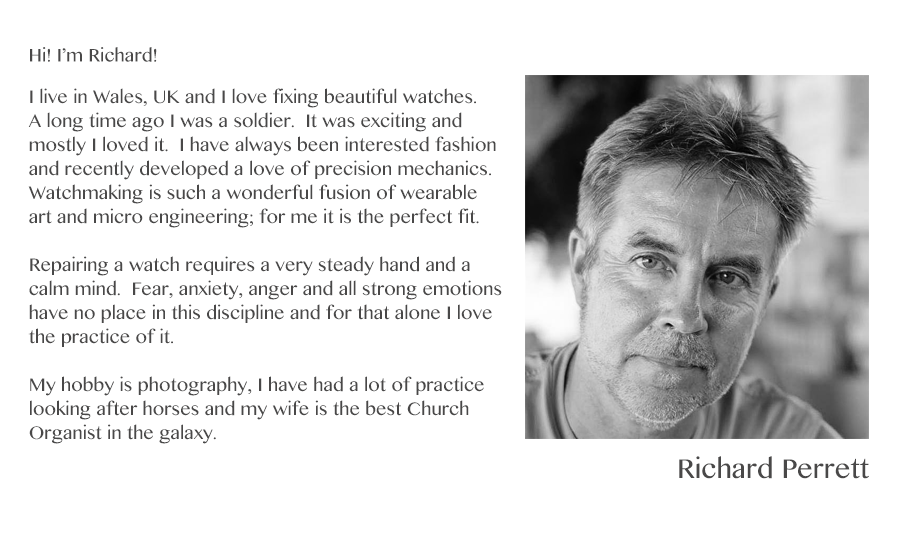 Hi! I’m Richard!
I live in Wales, UK and I love fixing beautiful watches.
A long time ago I was a soldier.  It was exciting and
mostly I loved it.  I have always been interested fashion
and recently developed a love of precision mechanics.
Watchmaking is such a wonderful fusion of wearable
art and micro engineering; for me it is the perfect fit.
Repairing a watch requires a very steady hand and a
calm mind.  Fear, anxiety, anger and all strong emotions
have no place in this discipline and for that alone I love
the practice of it.
My hobby is photography, I have had a lot of practice
looking after horses and my wife is the best Church
Organist in the galaxy.
Richard Perrett